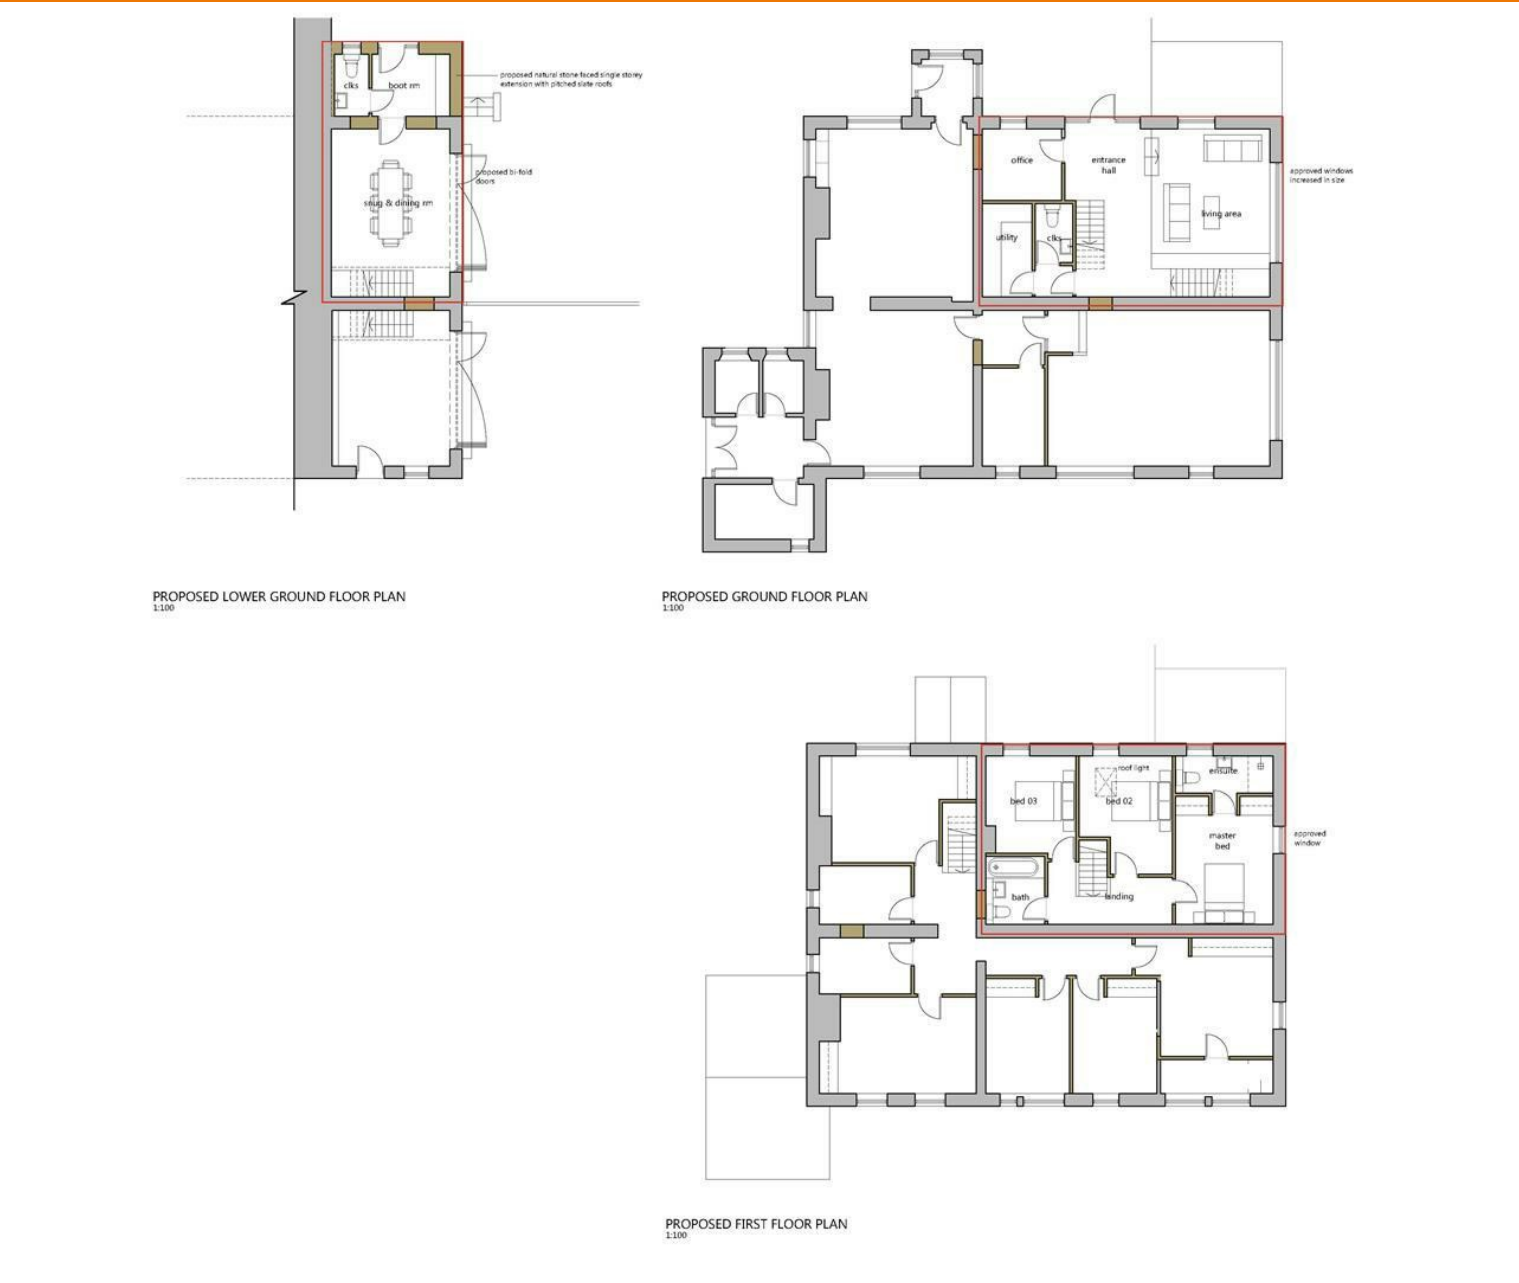 clks
boot rm
proposed natural stone faced single storey
extension with pitched slate roofs
proposed bi-fold
doors
snug & dining rm
PROPOSED LOWER GROUND FLOOR PLAN
1:100
office
entrance
hall
approved windows
increased in size
living area
utility
clks
PROPOSED GROUND FLOOR PLAN
1:100
roof light
ensuite
bed 03
bed 02
master
bed
approved
window
bath
landing
PROPOSED FIRST FLOOR PLAN
1:100